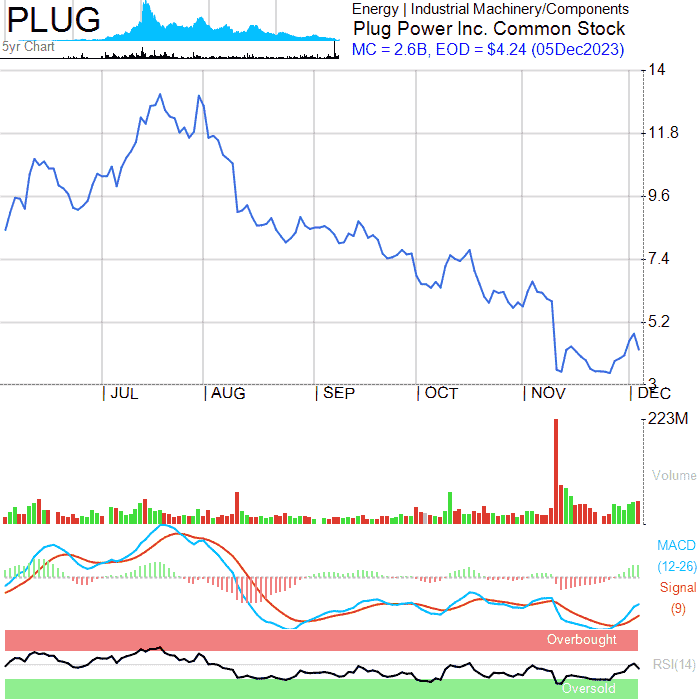 PLUG
5yr Chart
Energy | Industrial Machinery/Components
Plug Power Inc. Common Stock
MC = 2.6B, EOD = $4.24 (05Dec2023)
14
11.8
9.6
7.4
5.2
3
| JUL | AUG | SEP | OCT | NOV | DEC
223M
Volume
MACD
(12-26)
Signal
(9)
Overbought
RSI(14)
Oversold